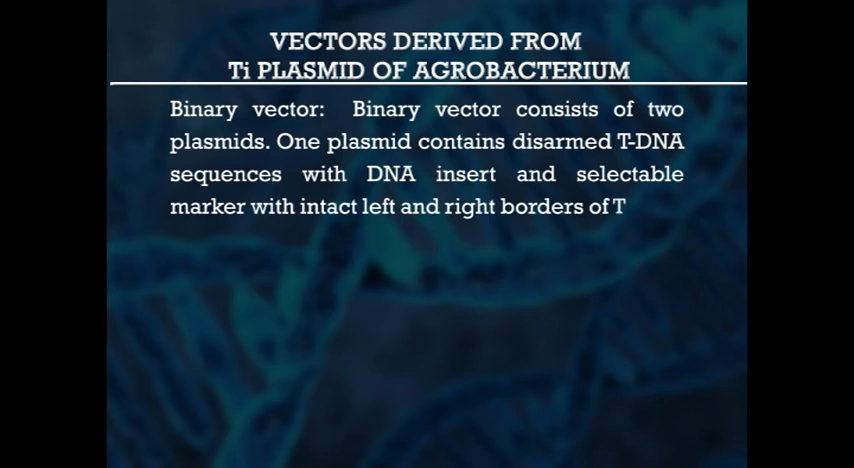 VECTORS DERIVED FROM
Ti PLASMID OF AGROBACTERIUM
Binary vector: Binary vector consists of two
plasmids. One plasmid contains disarmed T-DNA
sequences with DNA insert and selectable
marker with intact left and right borders of T